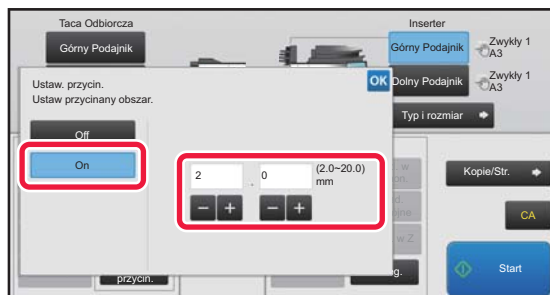 Taca Odbiorcza
Inserter
Górny Podajnik
Górny Podajnik
Zwykły 1
A3
Ustaw. przycin.
Ustaw przycinany obszar.
OK
Dolny Podajnik
Zwykły 1
A3
Off
Typ i rozmiar
On
2 . 0 (2.0~20.0)
mm
Kopie/Str.
CA
w Z
g.
przycin.
Start